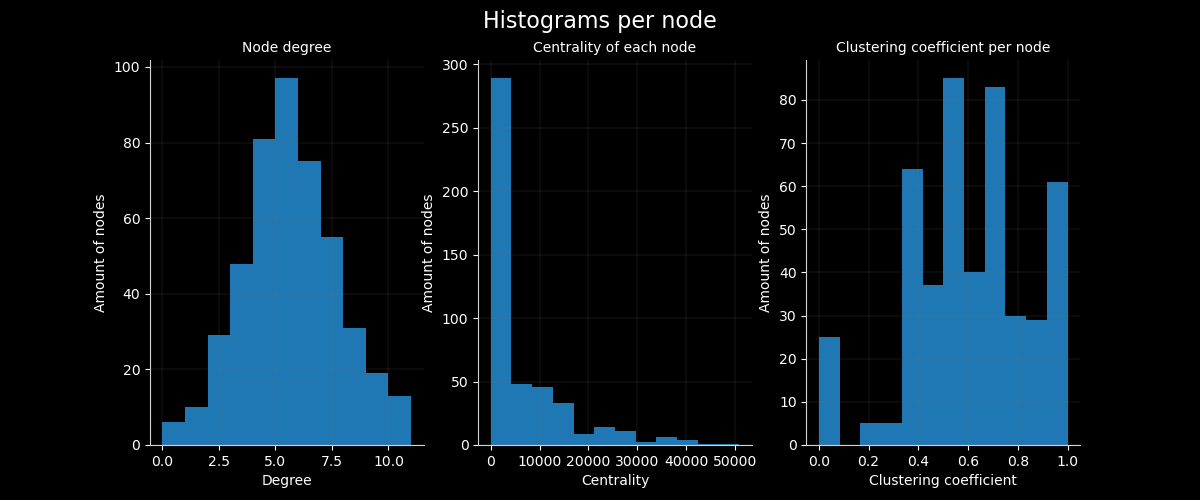 Histograms per node
Node degree
Amount of nodes
100
80
60
40
20
0
0.0 2.5 5.0 7.5 10.0
Degree
Centrality of each node
Amount of nodes
300
250
200
150
100
50
0
0 10000 20000 30000 40000 50000
Centrality
Clustering coefficient per node
Amount of nodes
80
70
60
50
40
30
20
10
0
0.0 0.2 0.4 0.6 0.8 1.0
Clustering coefficient